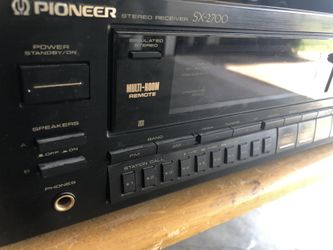 PIONEER STEREO RECEIVER SX-2700
SIMULATED STEREO
POWER
STANDBY/ON
MULTI-ROOM
REMOTE
SPEAKERS
A
OFF ON
B
BAND
FM AM
STATION CALL
PHONES